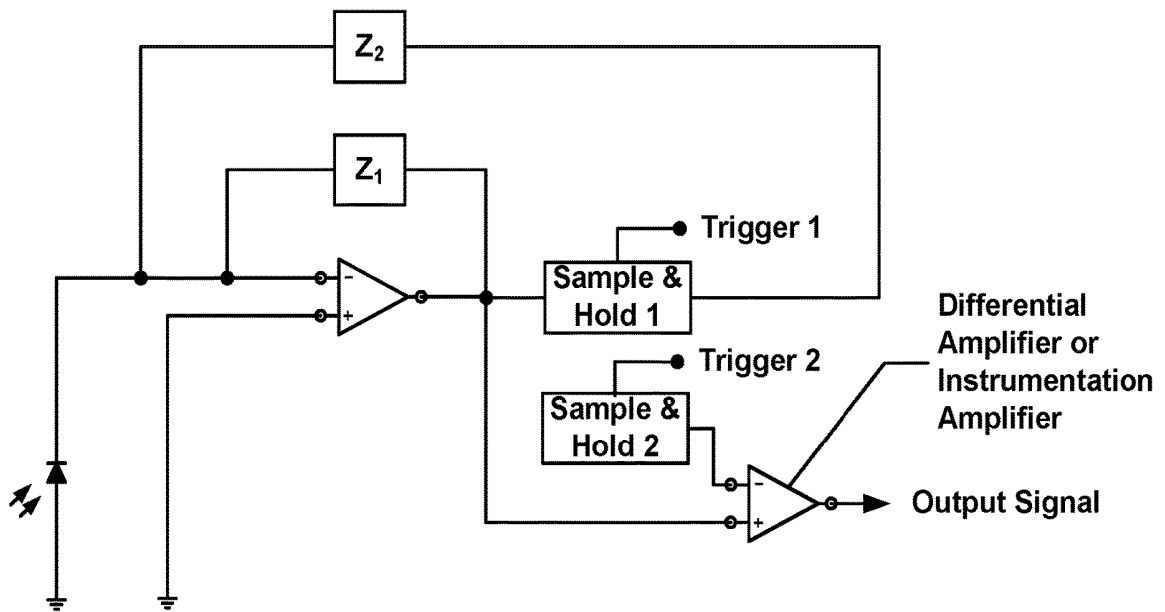 Z2
Z1
Trigger 1
Sample &
Hold 1
Differential
Amplifier or
Instrumentation
Amplifier
Trigger 2
Sample &
Hold 2
Output Signal
−
+
−
+